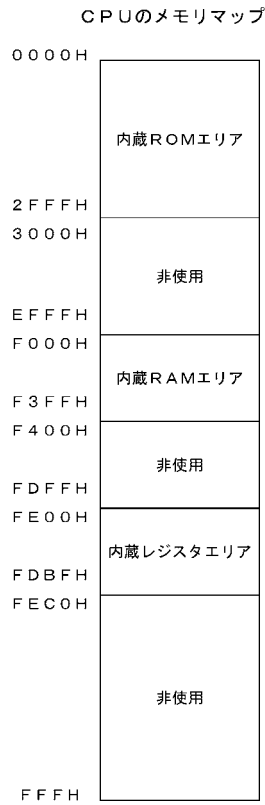 CPUのメモリマップ
0000H
内蔵ROMエリア
2FFFH
3000H
非使用
EFFFH
F000H
内蔵RAMエリア
F3FFH
F400H
非使用
FDFFH
FE00H
内蔵レジスタエリア
FDBFH
FEC0H
非使用
FFFH